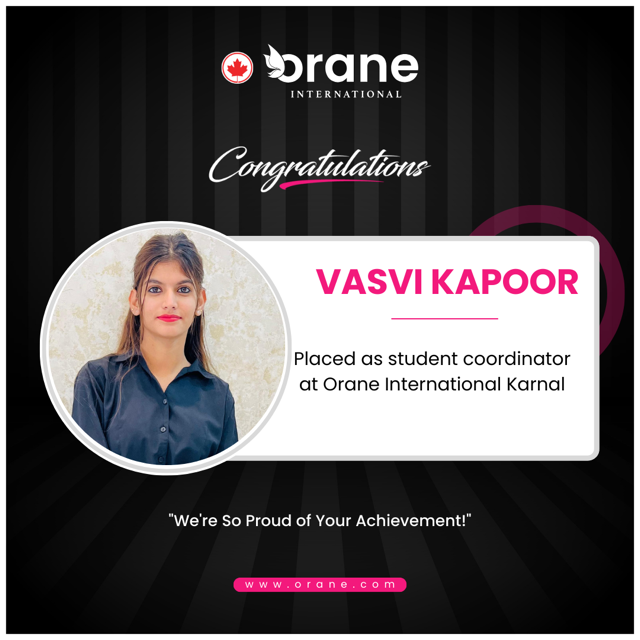 orane
INTERNATIONAL
Congratulations
VASVI KAPOOR
Placed as student coordinator
at Orane International Karnal
"We're So Proud of Your Achievement!"
www.orane.com